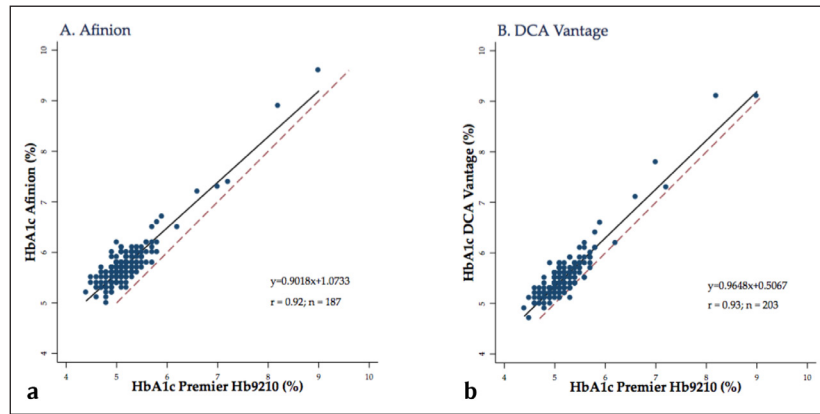 A. Afinion
HbA1c Afinion (%)
10
9
8
7
6
5
4
y=0.9018x+1.0733
r = 0.92; n = 187
4 5 6 7 8 9 10
HbA1c Premier Hb9210 (%)
a
B. DCA Vantage
HbA1c DCA Vantage (%)
10
9
8
7
6
5
4
y=0.9648x+0.5067
r = 0.93; n = 203
4 5 6 7 8 9 10
HbA1c Premier Hb9210 (%)
b